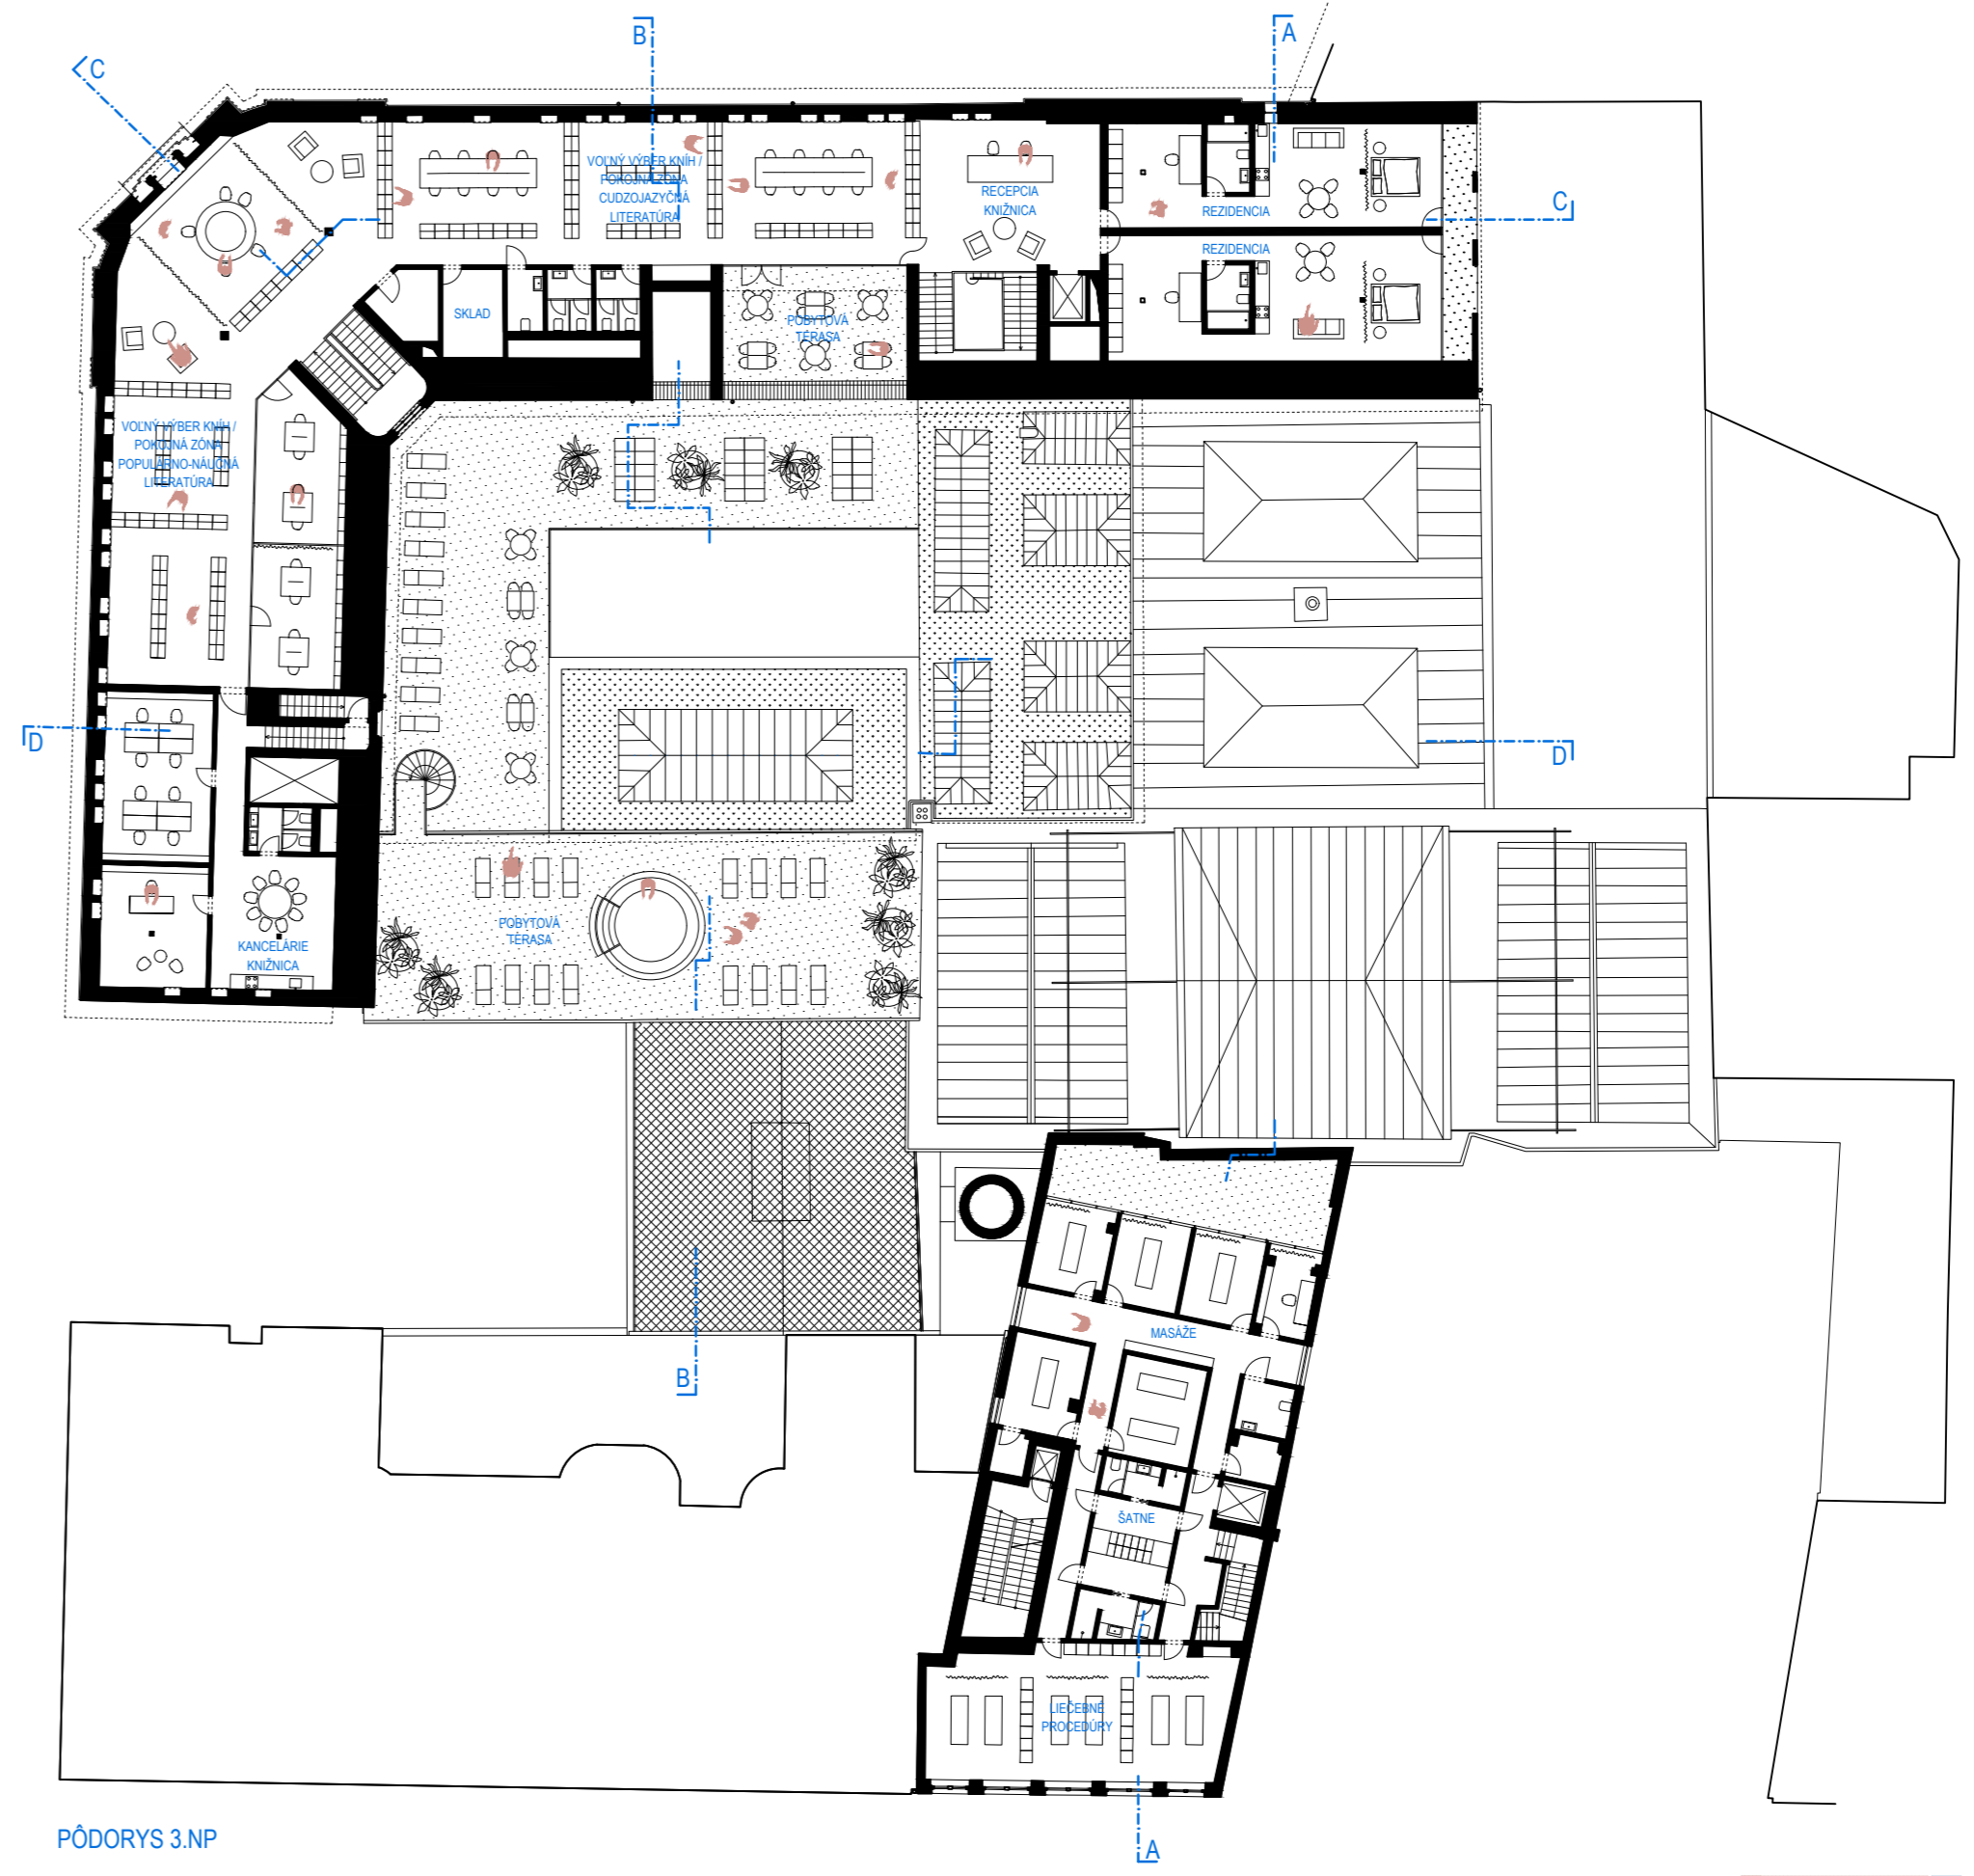 B
A
C
VOĽNÝ VÝBER KNÍH /
POKOJNÁ ZÓNA
CUDZOJAZYČNÁ
LITERATÚRA
RECEPCIA
KNIŽNICA
REZIDENCIA
C
REZIDENCIA
SKLAD
POBYTOVÁ
TERASA
VOĽNÝ VÝBER KNÍH /
POKOJNÁ ZÓNA
POPULÁRNO-NÁUČNÁ
LITERATÚRA
D
D
POBYTOVÁ
TERASA
KANCELÁRIE
KNIŽNICA
MASÁŽE
B
ŠATNE
LIEČEBNÉ
PROCEDÚRY
PÔDORYS 3.NP
A